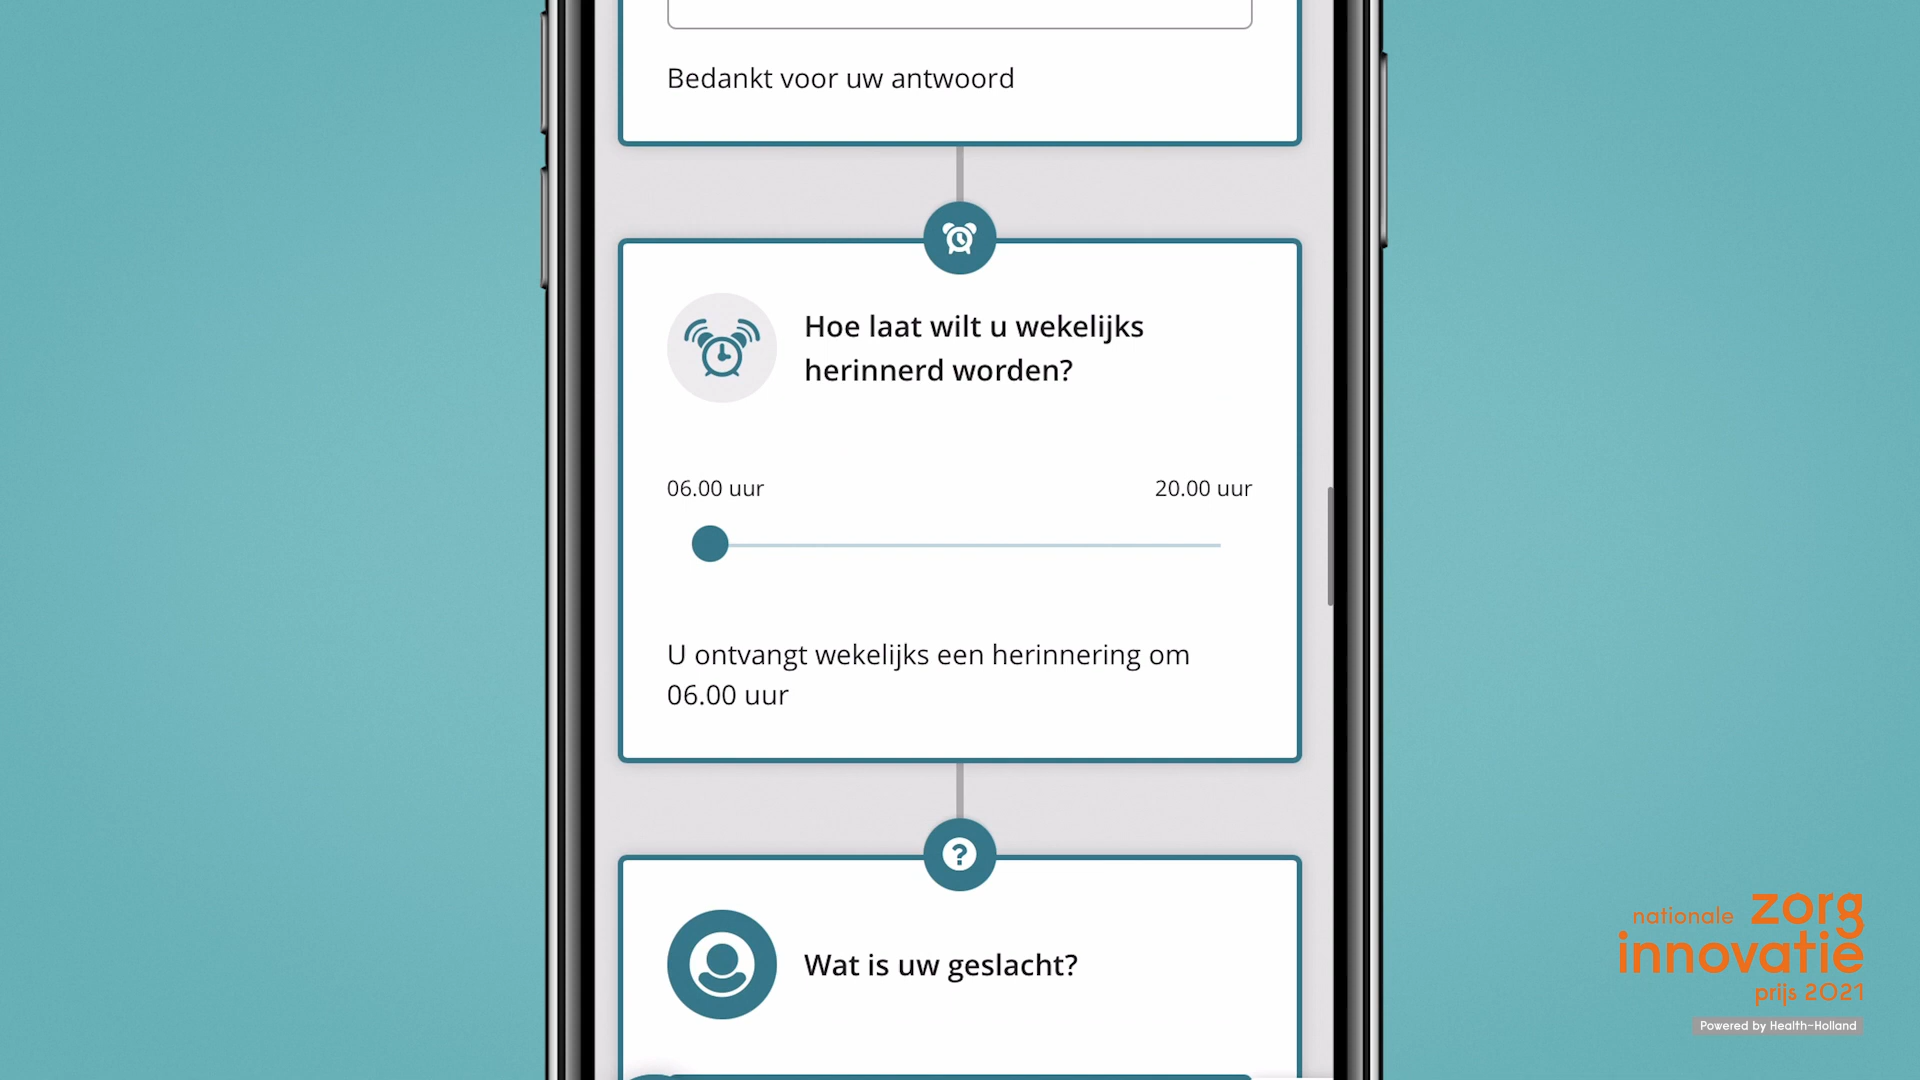 Bedankt voor uw antwoord
Hoe laat wilt u wekelijks
herinnerd worden?
06.00 uur
20.00 uur
U ontvangt wekelijks een herinnering om
06.00 uur
Wat is uw geslacht?
nationale zorg
innovatie
prijs 2021
Powered by Health-Holland